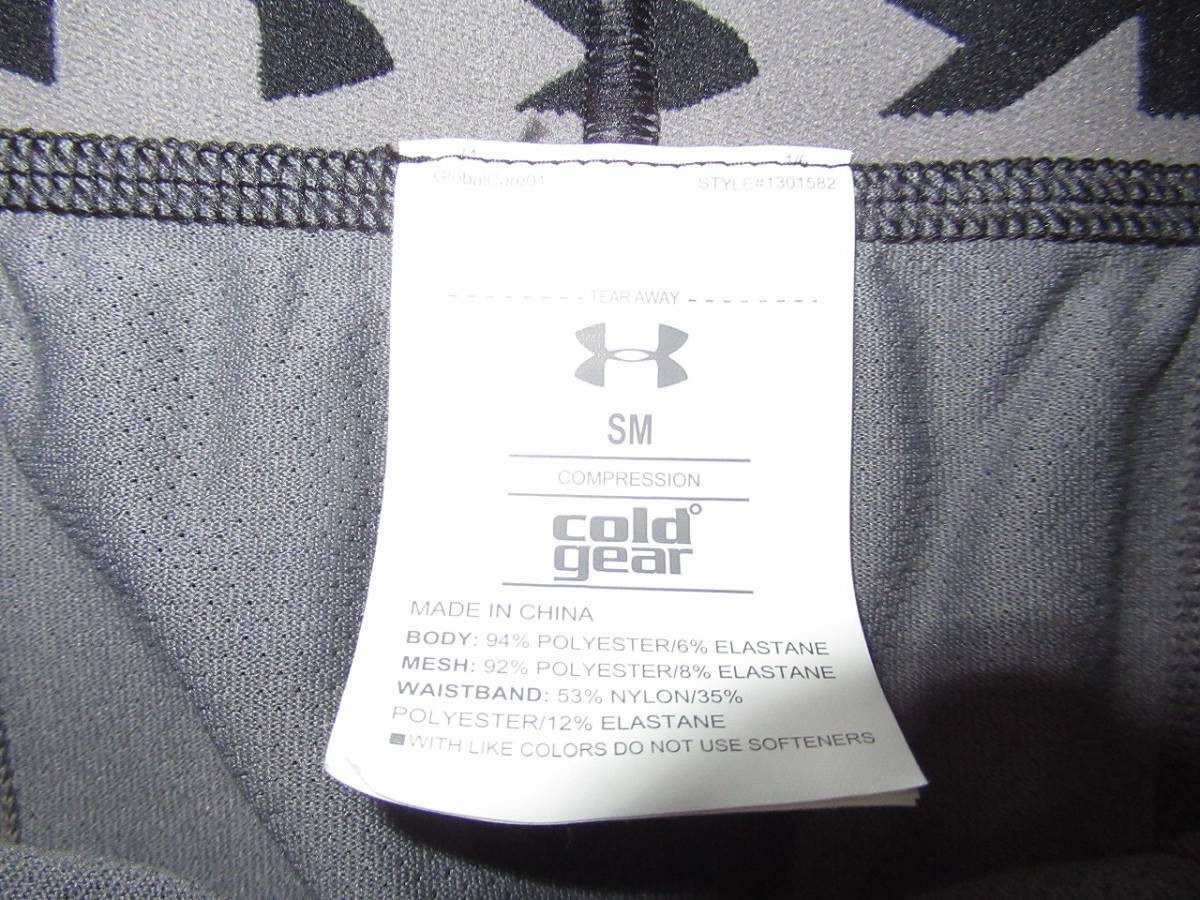 GlobalCare01 STYLE#1301582
TEAR AWAY
SM
COMPRESSION
cold
gear
MADE IN CHINA
BODY: 94% POLYESTER/6% ELASTANE
MESH: 92% POLYESTER/8% ELASTANE
WAISTBAND: 53% NYLON/35%
POLYESTER/12% ELASTANE
WITH LIKE COLORS DO NOT USE SOFTENERS